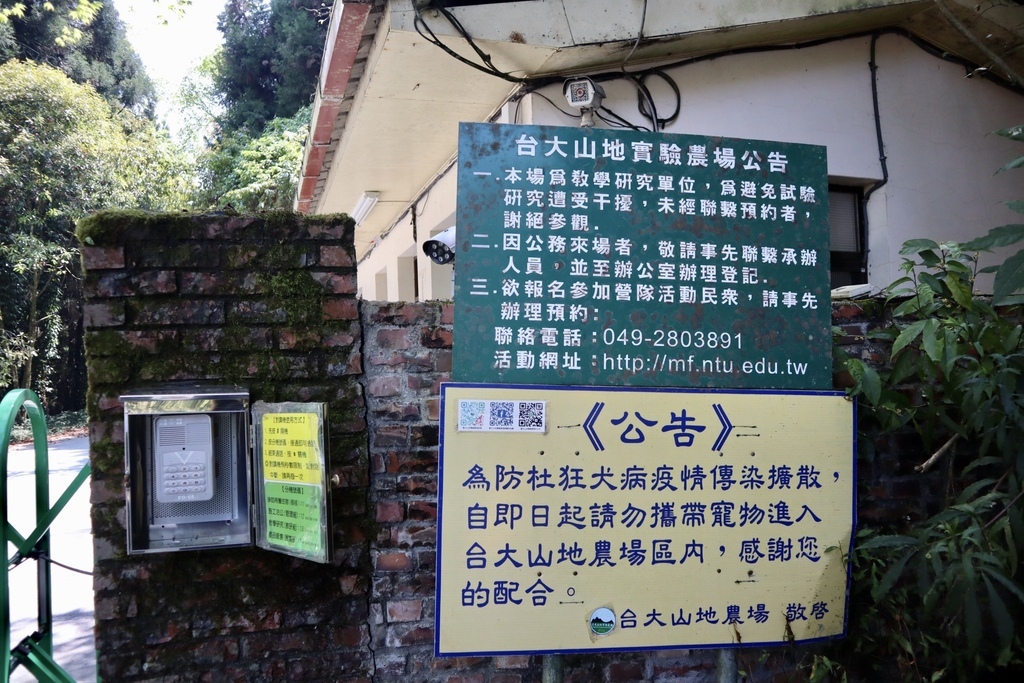 台大山地實驗農場公告
一.本場爲教學研究單位，爲避免試驗
研究遭受干擾，未經聯繫預約者，
謝絕參觀.
二.因公務來場者，敬請事先聯繫承辦
人員，並至辦公室辦理登記.
三.欲報名參加營隊活動民衆，請事先
辦理預約：
聯絡電話：049-2803891
活動網址：http://mf.ntu.edu.tw
《公告》
為防杜狂犬病疫情傳染擴散，
自即日起請勿攜帶寵物進入
台大山地農場區內，感謝您
的配合。
台大山地農場 敬啓